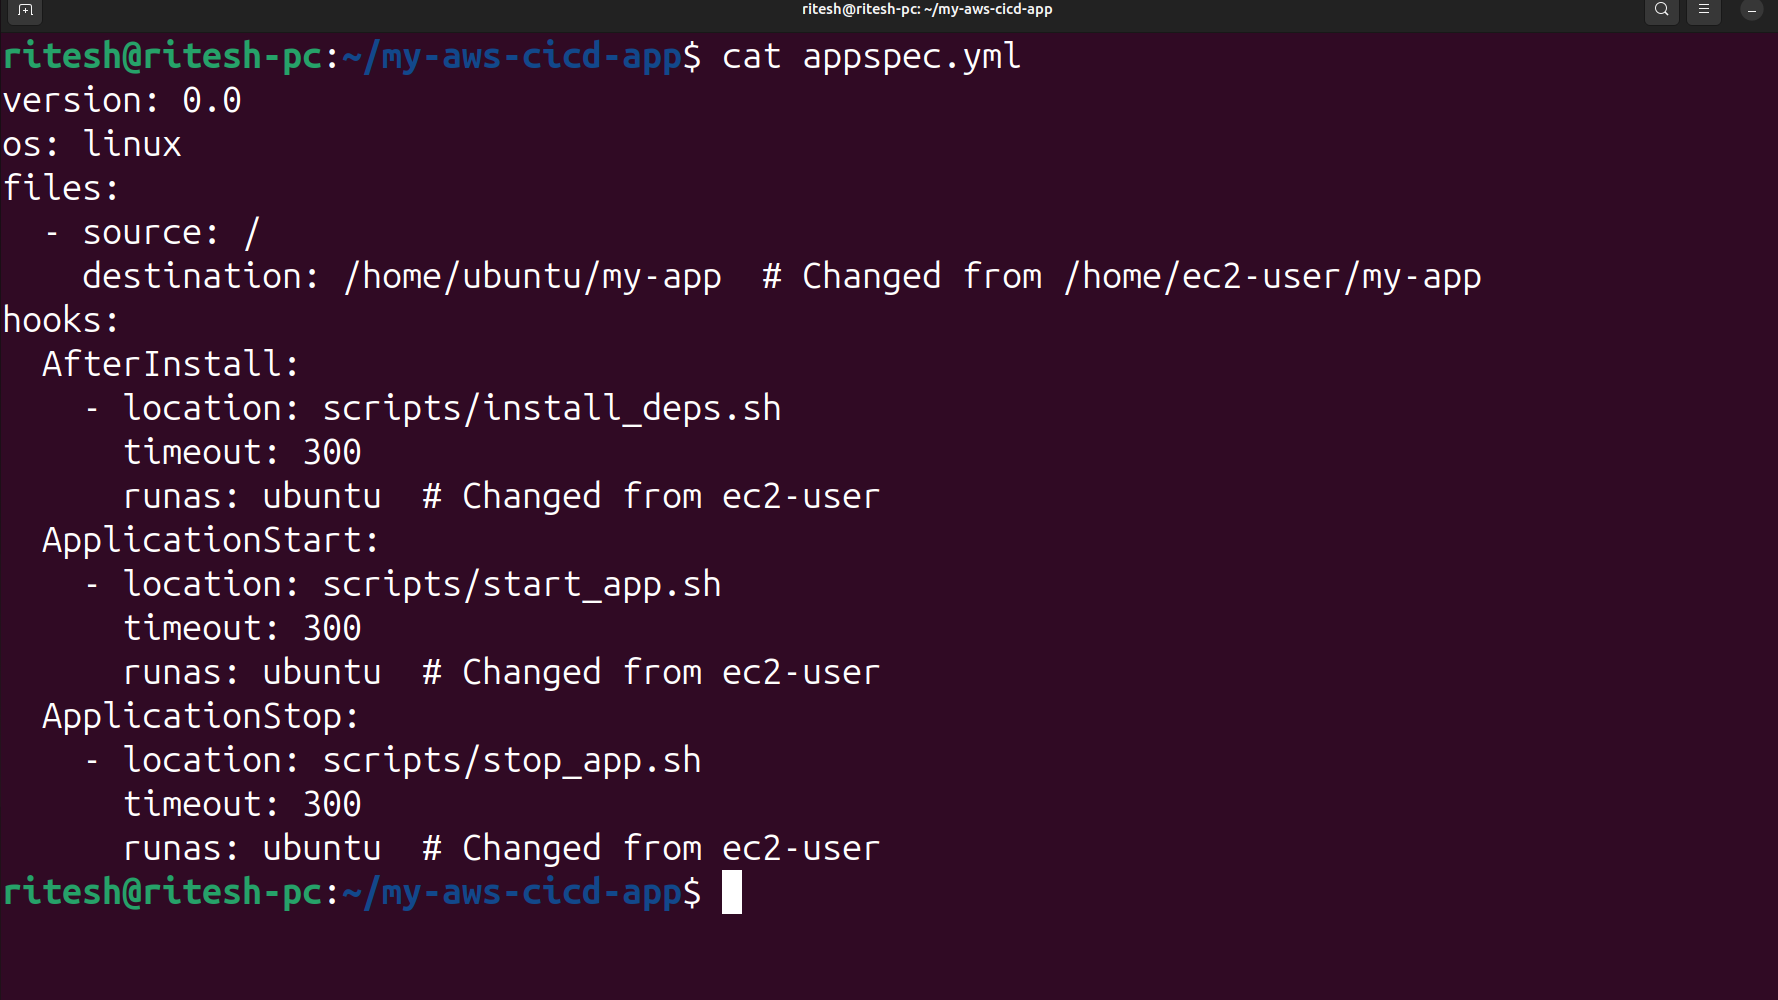 ritesh@ritesh-pc: ~/my-aws-cicd-app
ritesh@ritesh-pc:~/my-aws-cicd-app$ cat appspec.yml
version: 0.0
os: linux
files:
  - source: /
    destination: /home/ubuntu/my-app  # Changed from /home/ec2-user/my-app
hooks:
  AfterInstall:
    - location: scripts/install_deps.sh
      timeout: 300
      runas: ubuntu  # Changed from ec2-user
  ApplicationStart:
    - location: scripts/start_app.sh
      timeout: 300
      runas: ubuntu  # Changed from ec2-user
  ApplicationStop:
    - location: scripts/stop_app.sh
      timeout: 300
      runas: ubuntu  # Changed from ec2-user
ritesh@ritesh-pc:~/my-aws-cicd-app$